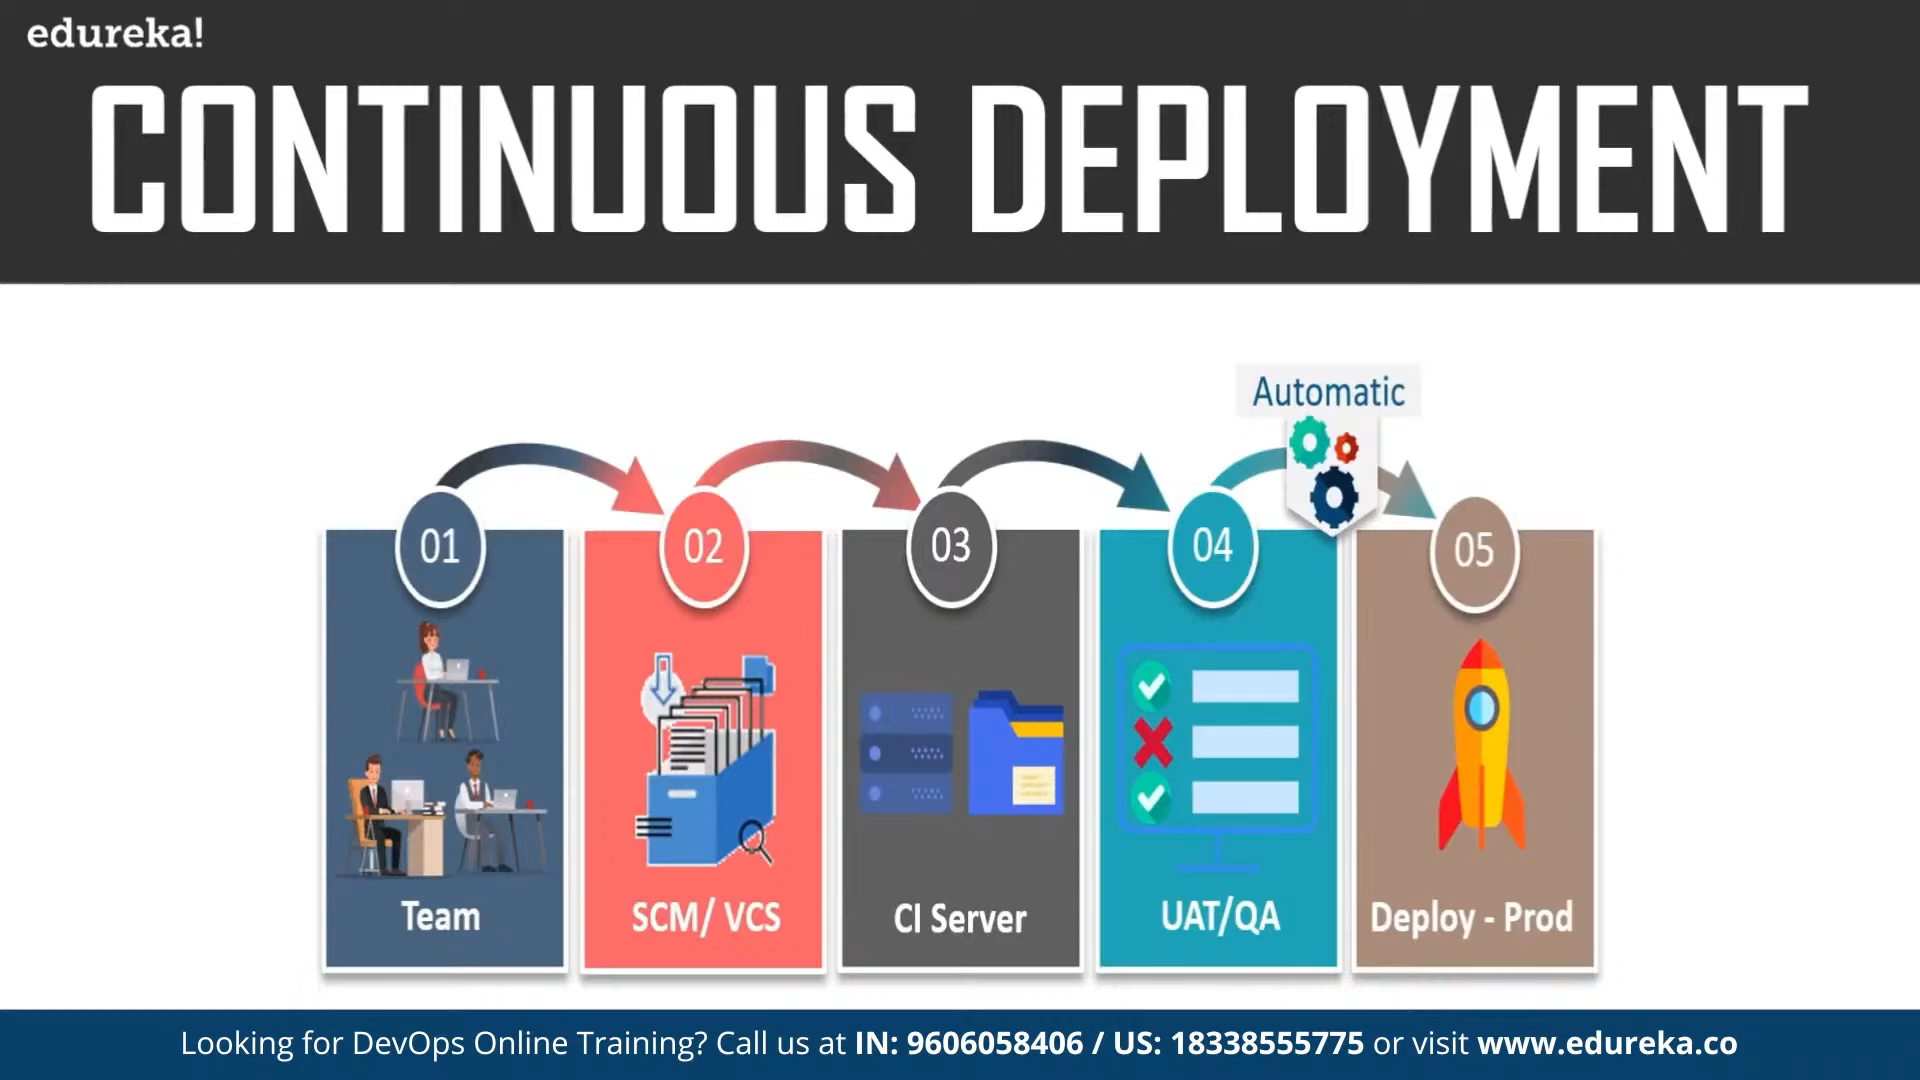 edureka!
CONTINUOUS DEPLOYMENT
Automatic
01
02
03
04
05
Team
SCM/ VCS
CI Server
UAT/QA
Deploy - Prod
Looking for DevOps Online Training? Call us at IN: 9606058406 / US: 18338555775 or visit www.edureka.co